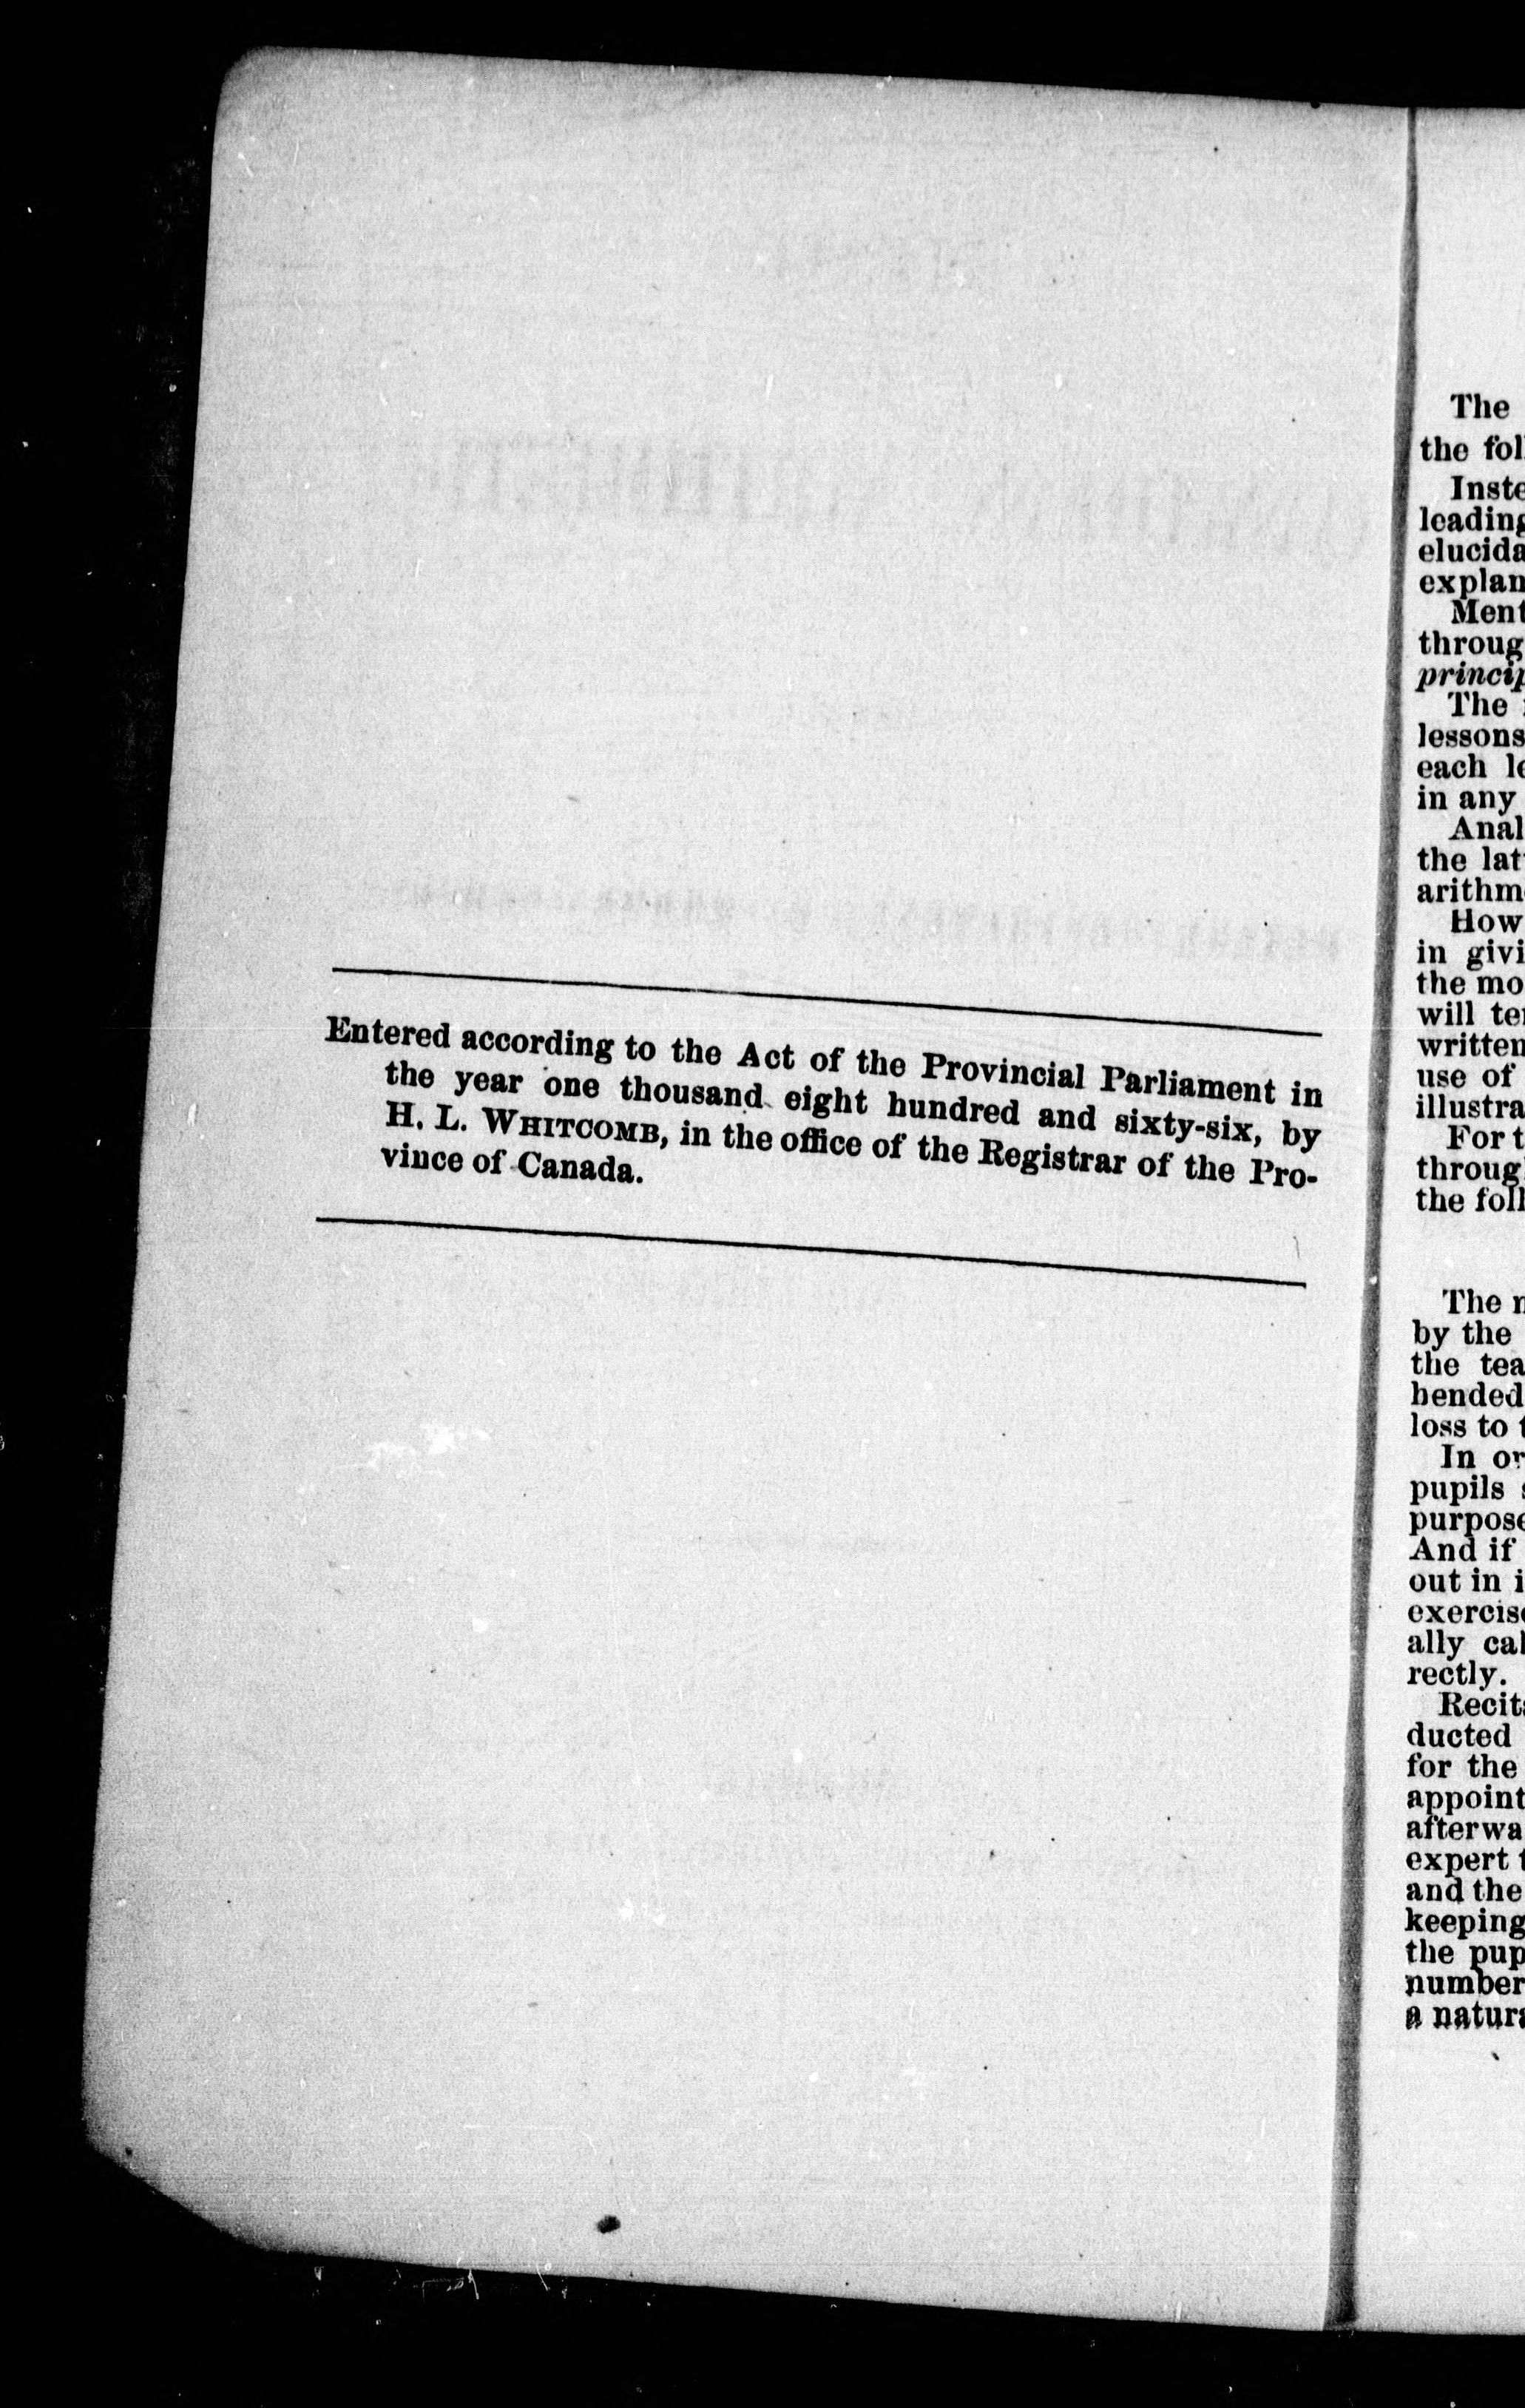 Entered according to the Act of the Provincial Parliament in
the year one thousand eight hundred and sixty-six, by
H. L. WHITCOMB, in the office of the Registrar of the Pro-
vince of Canada.
The
the fol
Inste
leading
elucida
explan
Ment
throug
princip
The
lessons
each le
in any
Anal
the lat
arithm
How
in givi
the mo
will te
written
use of
illustra
For t
throug
the foll
The
by the
the tea
hended
loss to t
In or
pupils
purpose
And if
out in i
exercise
ally cal
rectly.
Recit
ducted
for the
appoint
afterwa
expert t
and the
keeping
the pup
number
a natur